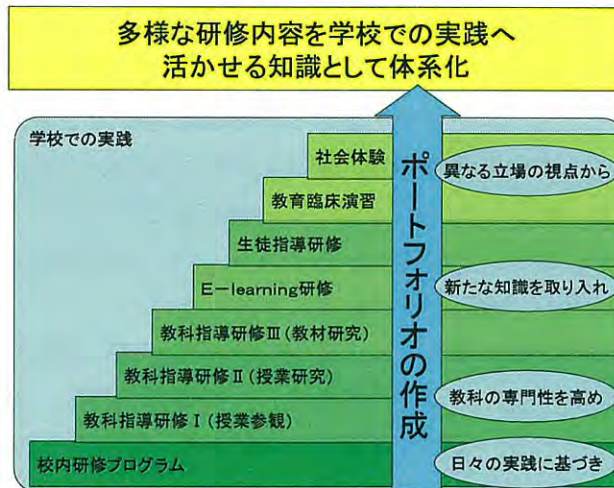 多様な研修内容を学校での実践へ
活かせる知識として体系化
学校での実践
社会体験
教育臨床演習
生徒指導研修
E－learning研修
教科指導研修Ⅲ（教材研究）
教科指導研修Ⅱ（授業研究）
教科指導研修Ⅰ（授業参観）
校内研修プログラム
ポートフォリオの作成
異なる立場の視点から
新たな知識を取り入れ
教科の専門性を高め
日々の実践に基づき